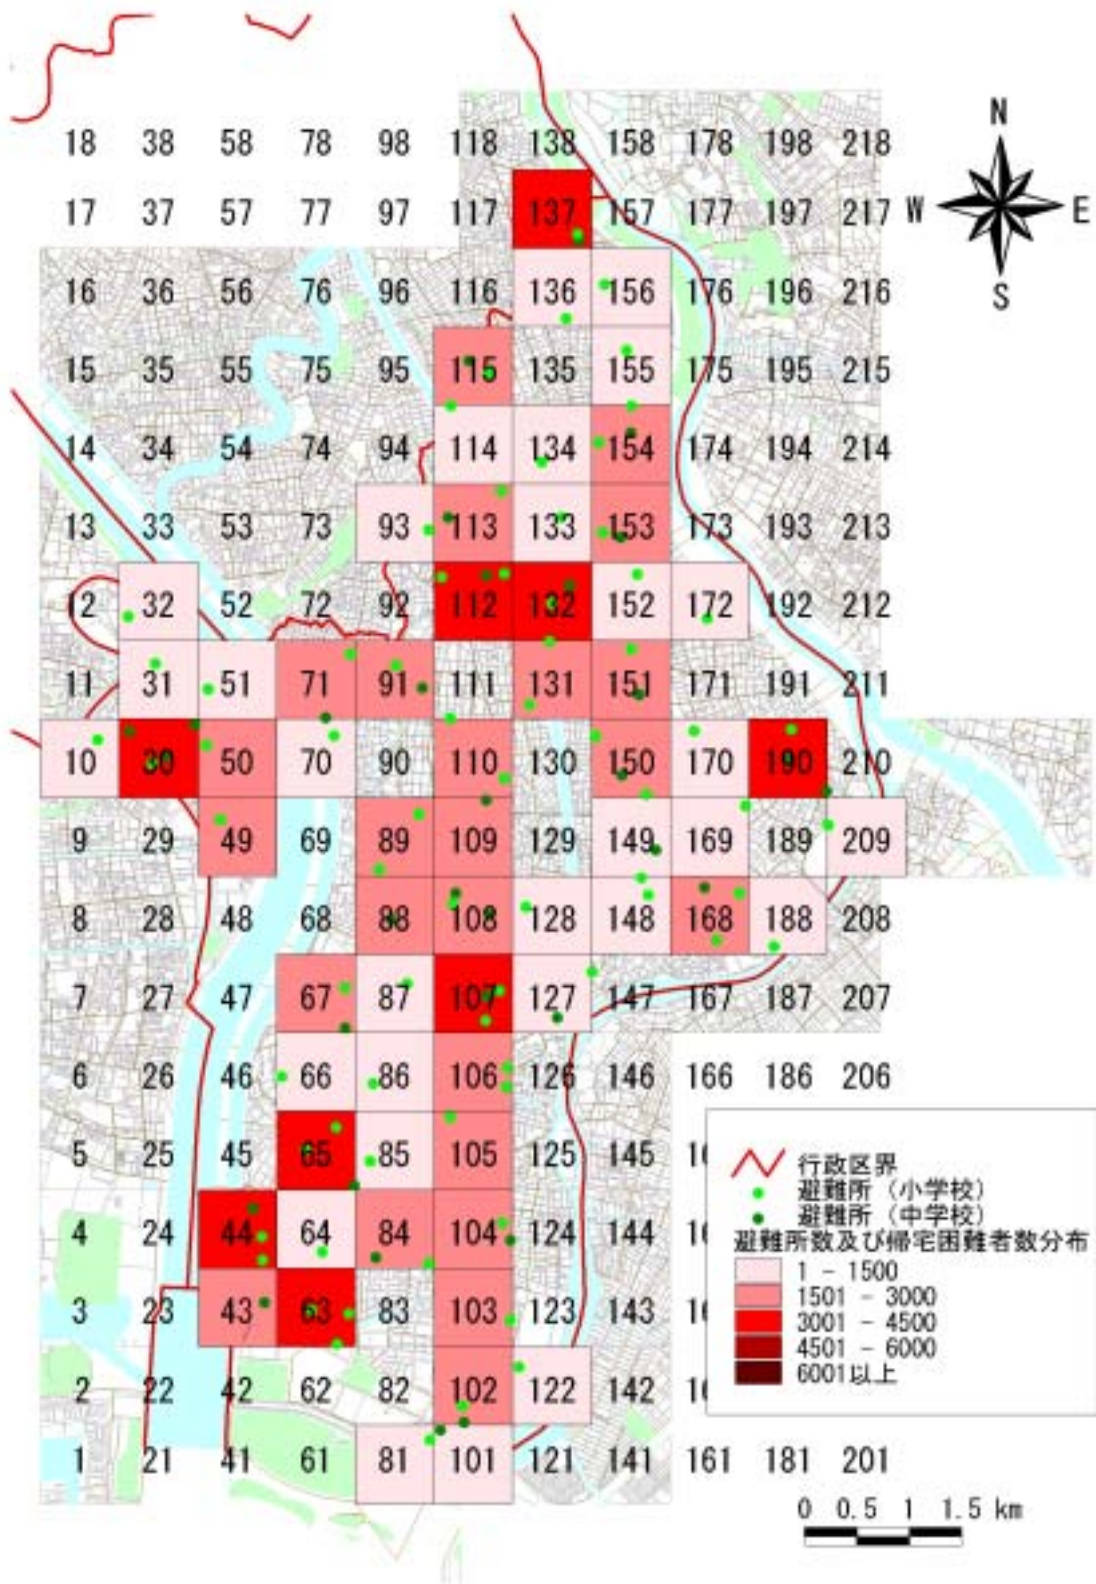 N
18 38 58 78 98 118 138 158 178 198 218
17 37 57 77 97 117 137 157 177 197 217 W E
16 36 56 76 96 116 136 156 176 196 216 S
15 35 55 75 95 115 135 155 175 195 215
14 34 54 74 94 114 134 154 174 194 214
13 33 53 73 93 113 133 153 173 193 213
12 32 52 72 92 112 132 152 172 192 212
11 31 51 71 91 111 131 151 171 191 211
10 30 50 70 90 110 130 150 170 190 210
9 29 49 69 89 109 129 149 169 189 209
8 28 48 68 88 108 128 148 168 188 208
7 27 47 67 87 107 127 147 167 187 207
6 26 46 66 86 106 126 146 166 186 206
5 25 45 65 85 105 125 145
4 24 44 64 84 104 124 144
3 23 43 63 83 103 123 143
2 22 42 62 82 102 122 142
1 21 41 61 81 101 121 141 161 181 201
行政区界
避難所（小学校）
避難所（中学校）
避難所数及び帰宅困難者数分布
1 - 1500
1501 - 3000
3001 - 4500
4501 - 6000
6001以上
0 0.5 1 1.5 km